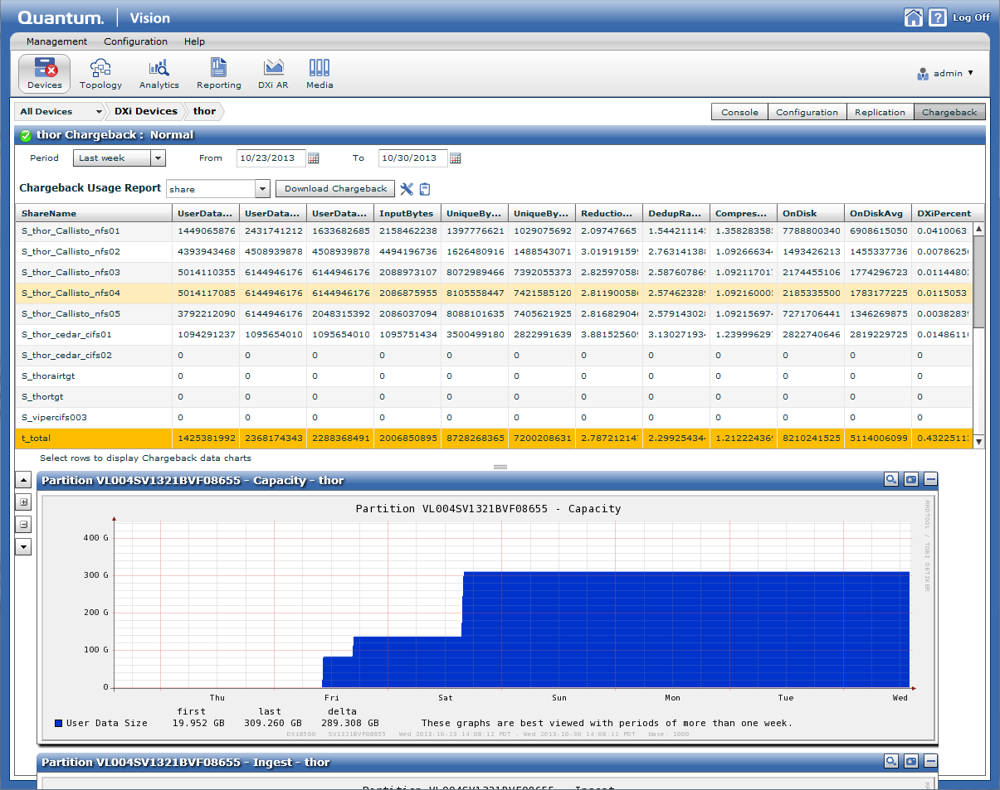 Quantum. Vision Log Off
Management Configuration Help
Devices Topology Analytics Reporting DXi AR Media admin
All Devices DXi Devices thor Console Configuration Replication Chargeback
thor Chargeback : Normal
Period Last week From 10/23/2013 To 10/30/2013
Chargeback Usage Report share Download Chargeback
ShareName UserData... UserData... UserData... InputBytes UniqueBy... UniqueBy... Reductio... DedupRa... Compres... OnDisk OnDiskAvg DXiPercent
S_thor_Callisto_nfs01 1449065876 2431741212 1633682685 2158462238 1397776621 1029075692 2.09747665 1.54421114 1.35828358 7788800340 6908615050 0.0410063
S_thor_Callisto_nfs02 4393943468 4508939878 4508939878 4494196736 1626480916 1488543071 3.01919159 2.76314138 1.09266634 1493426213 1455337736 0.0078625
S_thor_Callisto_nfs03 5014110355 6144946176 6144946176 2088973107 8072989466 7392055373 2.82597058 2.58760786 1.09211701 2174455106 1774296723 0.0114480
S_thor_Callisto_nfs04 5014117085 6144946176 6144946176 2086875955 8105558447 7421585120 2.81190058 2.57462328 1.09216000 2185335500 1783177225 0.0115053
S_thor_Callisto_nfs05 3792212090 6144946176 2048315392 2086037094 8088101635 7405621925 2.81682904 2.57914302 1.09215697 7271706441 1346269875 0.0038283
S_thor_cedar_cifs01 1094291237 1095654010 1095654010 1095751434 3500499180 2822991639 3.88152560 3.13027193 1.23999629 2822740646 2819229725 0.0148611
S_thor_cedar_cifs02 0 0 0 0 0 0 0 0 0 0 0 0
S_thorairtgt 0 0 0 0 0 0 0 0 0 0 0 0
S_thortgt 0 0 0 0 0 0 0 0 0 0 0 0
S_vipercifs003 0 0 0 0 0 0 0 0 0 0 0 0
t_total 1425381992 2368174343 2288368491 2006850895 8728268365 7200208631 2.78721214 2.29925434 1.21222436 8210241525 5114006099 0.4322511
Select rows to display Chargeback data charts
Partition VL004SV1321BVF08655 - Capacity - thor
Partition VL004SV1321BVF08655 - Capacity
RRDTOOL / TOBI OETIKER
400 G
300 G
200 G
100 G
0
Thu Fri Sat Sun Mon Tue Wed
first last delta
User Data Size 19.952 GB 309.260 GB 289.308 GB These graphs are best viewed with periods of more than one week.
DXi8500 SV1321BVF08655 Wed 2013-10-23 14:08:12 PDT - Wed 2013-10-30 14:08:12 PDT base: 1000
Partition VL004SV1321BVF08655 - Ingest - thor
Partition VL004SV1321BVF08655 - Ingest